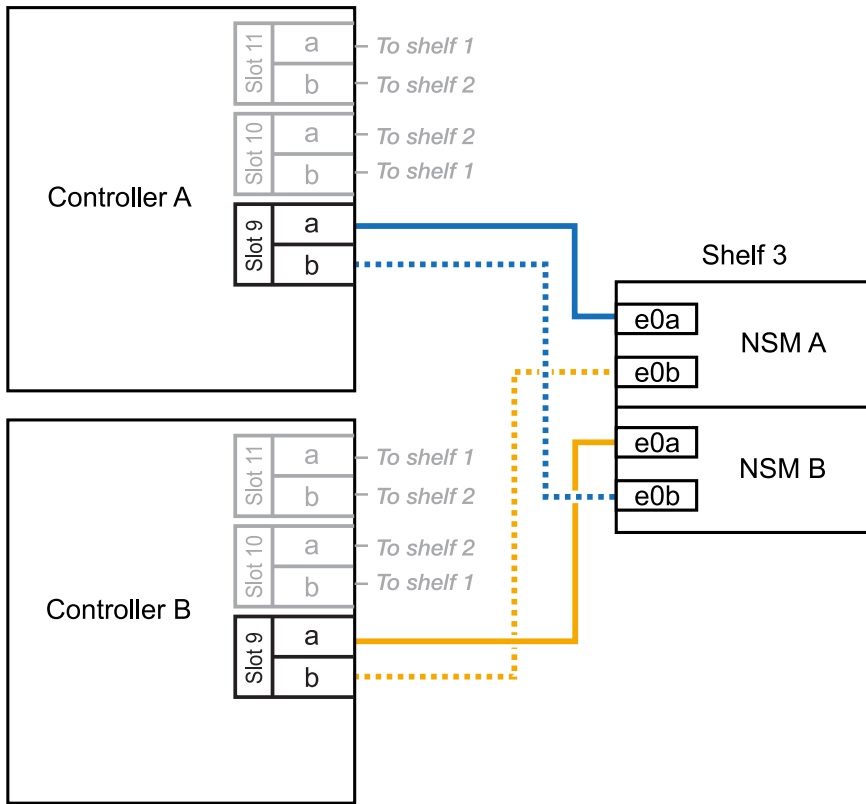 Controller A
Slot 11
a
To shelf 1
b
To shelf 2
Slot 10
a
To shelf 2
b
To shelf 1
Slot 9
a
b
Controller B
Slot 11
a
To shelf 1
b
To shelf 2
Slot 10
a
To shelf 2
b
To shelf 1
Slot 9
a
b
Shelf 3
e0a
NSM A
e0b
e0a
NSM B
e0b